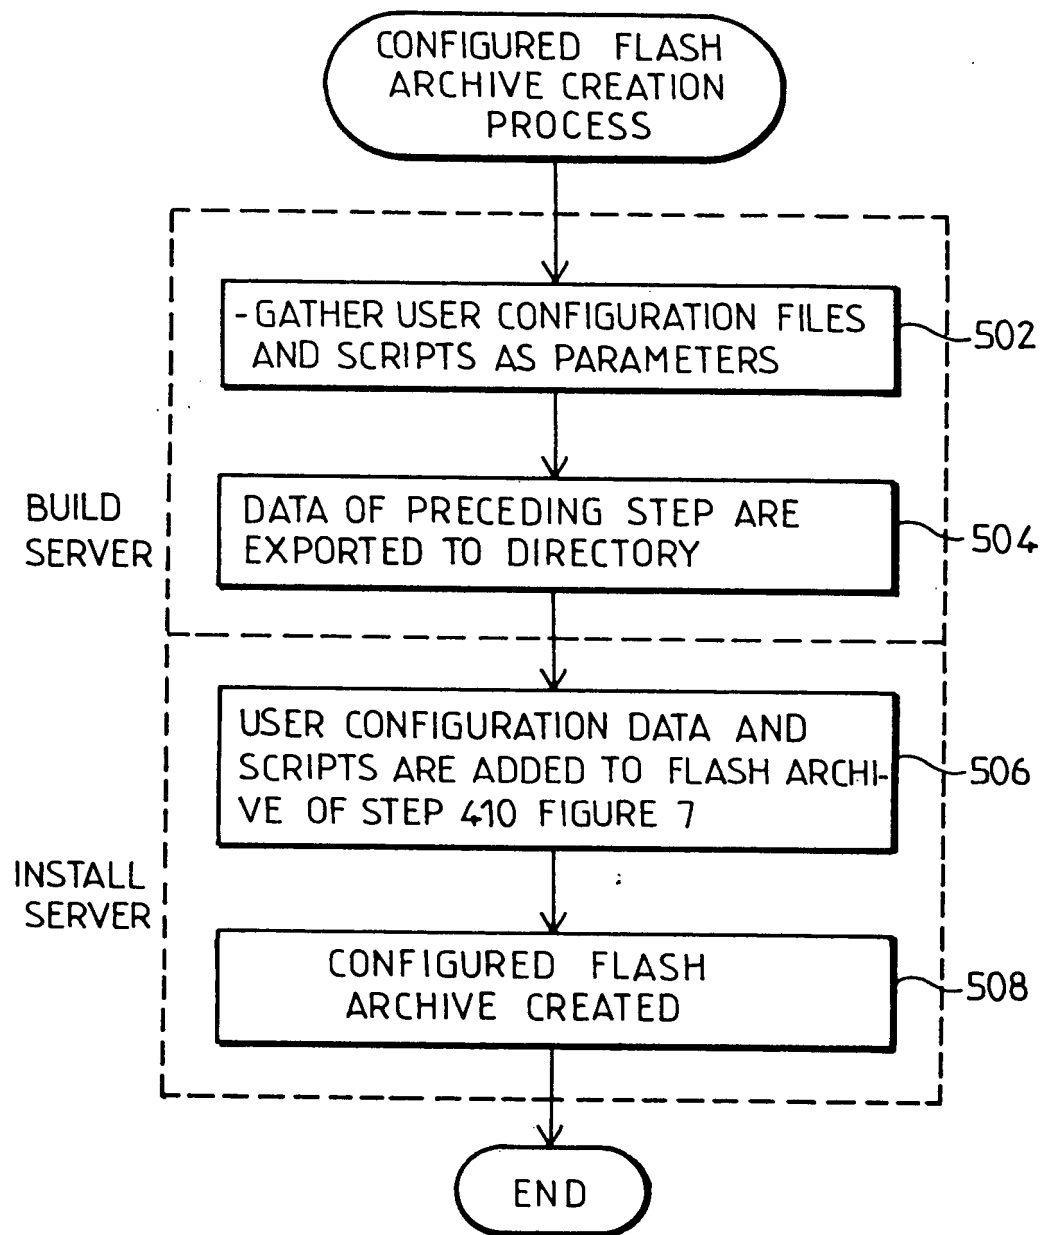 CONFIGURED FLASH
ARCHIVE CREATION
PROCESS
-GATHER USER CONFIGURATION FILES
AND SCRIPTS AS PARAMETERS
502
BUILD
SERVER
DATA OF PRECEDING STEP ARE
EXPORTED TO DIRECTORY
504
USER CONFIGURATION DATA AND
SCRIPTS ARE ADDED TO FLASH ARCHI-
VE OF STEP 410 FIGURE 7
506
INSTALL
SERVER
CONFIGURED FLASH
ARCHIVE CREATED
508
END